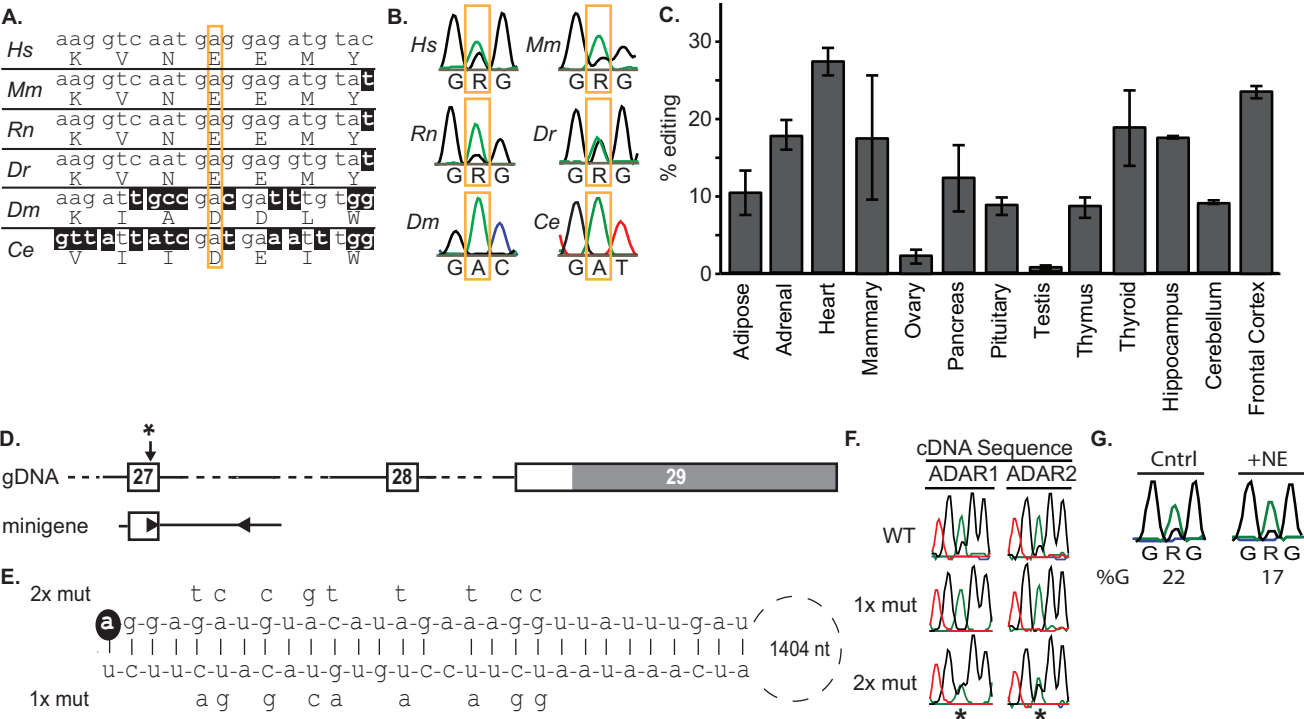 A.
Hs aag gtc aat gag gag atg tac
K V N E E M Y
Mm aag gtc aat gag gag atg tat
K V N E E M Y
Rn aag gtc aat gag gag atg tat
K V N E E M Y
Dr aag gtc aat gag gag gtg tat
K V N E E M Y
Dm aag att gcc gac gat ttg tgg
K I A D D L W
Ce gtt att atc gat gaa att tgg
V I I D E I W
B.
Hs Mm
G R G G R G
Rn Dr
G R G G R G
Dm Ce
G A C G A T
C.
% editing
30
20
10
0
Adipose
Adrenal
Heart
Mammary
Ovary
Pancreas
Pituitary
Testis
Thymus
Thyroid
Hippocampus
Cerebellum
Frontal Cortex
D.
*
gDNA 27 28 29
minigene
E.
2x mut t c c g t t t c c
a-g-g-a-g-a-u-g-u-a-c-a-u-a-g-a-a-a-g-g-u-u-a-u-u-u-g-a-u
1404 nt
u-c-u-u-c-u-a-c-a-u-g-u-g-u-c-c-u-u-c-u-a-a-u-a-a-a-c-u-a
1x mut a g g c a a a g g
F.
cDNA Sequence
ADAR1 ADAR2
WT
1x mut
2x mut
* *
G.
Cntrl +NE
G R G G R G
%G 22 17